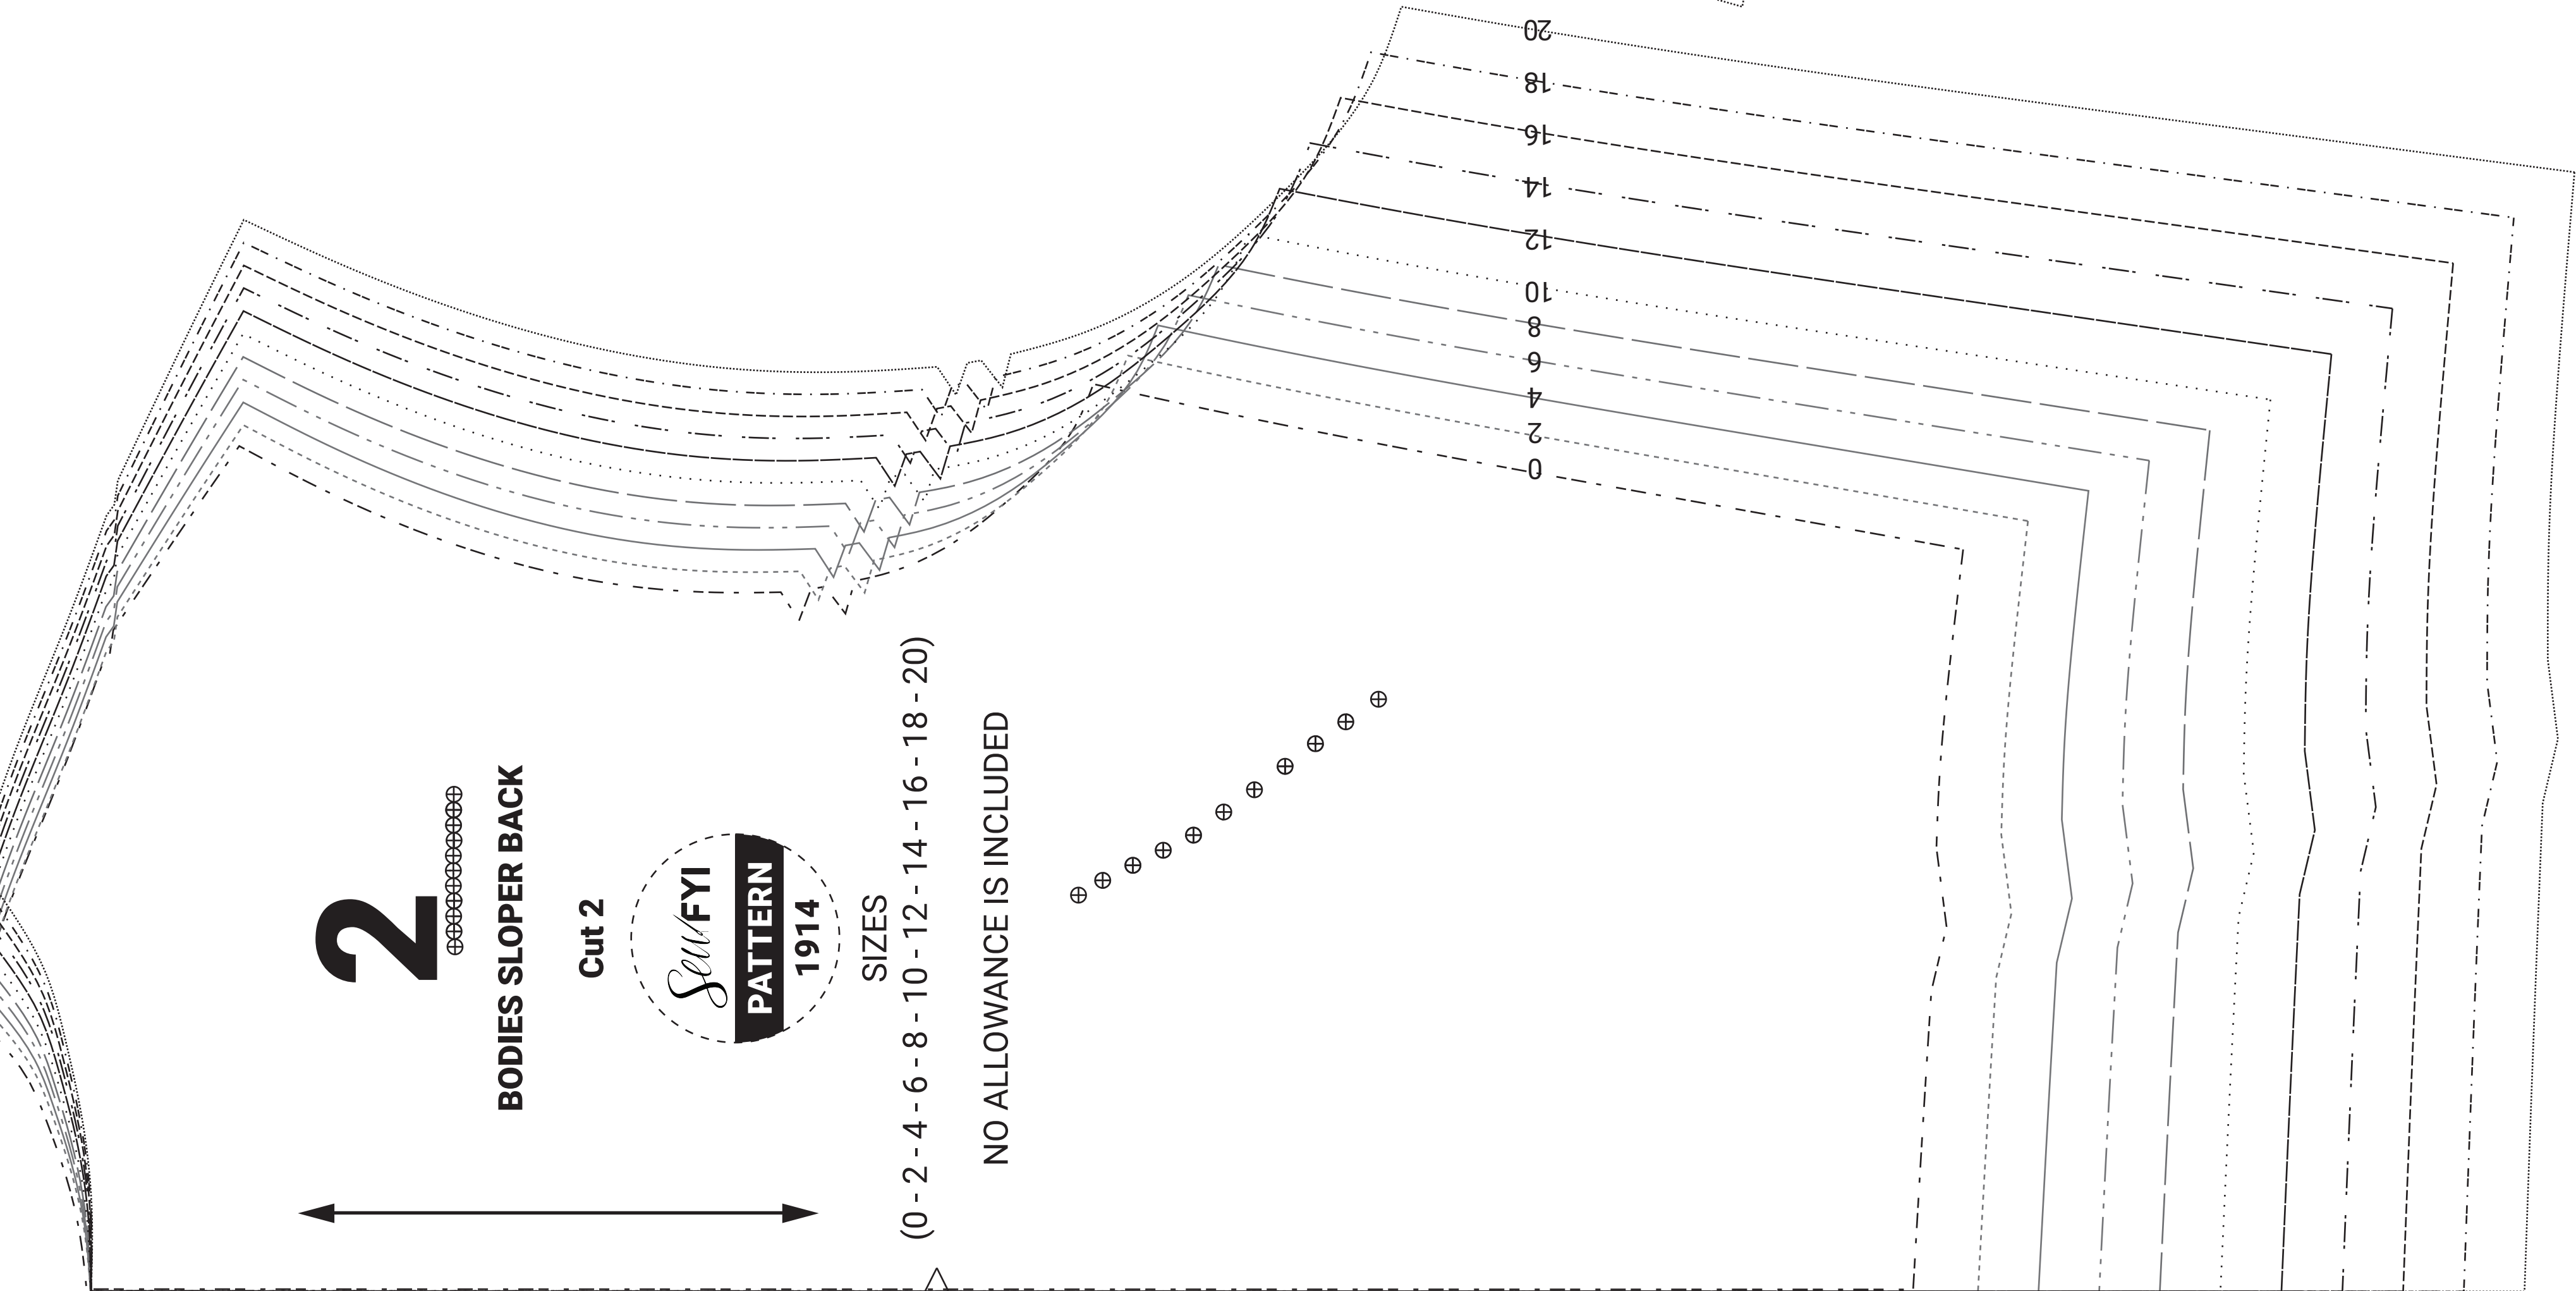 2
BODIES SLOPER BACK
Cut 2
Sew FYI
PATTERN
1914
SIZES
(0 - 2 - 4 - 6 - 8 - 10 - 12 - 14 - 16 - 18 - 20)
NO ALLOWANCE IS INCLUDED
20
18
16
14
12
10
8
6
4
2
0